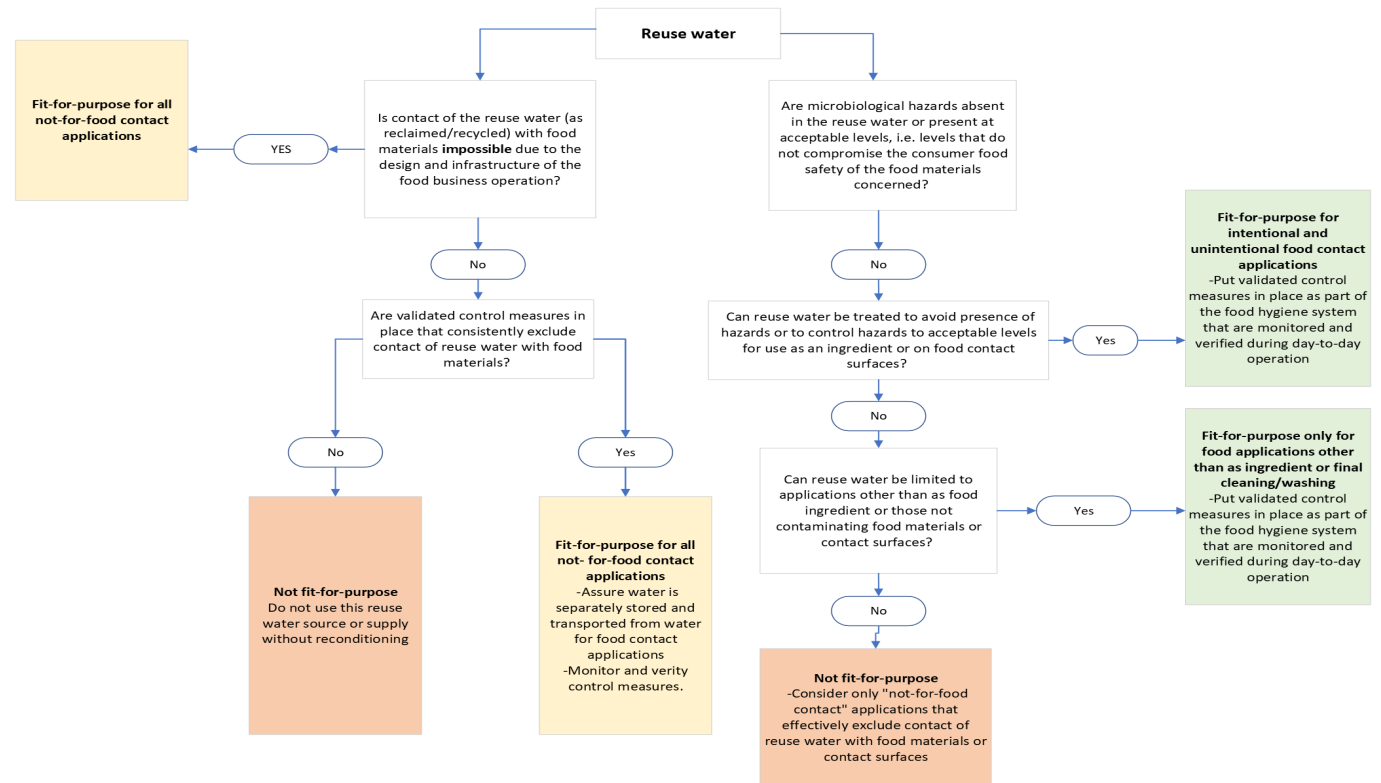 Reuse water
Fit-for-purpose for all
not-for-food contact
applications
YES
Is contact of the reuse water (as
reclaimed/recycled) with food
materials impossible due to the
design and infrastructure of the
food business operation?
Are microbiological hazards absent
in the reuse water or present at
acceptable levels, i.e. levels that do
not compromise the consumer food
safety of the food materials
concerned?
No
No
Are validated control measures in
place that consistently exclude
contact of reuse water with food
materials?
Can reuse water be treated to avoid presence of
hazards or to control hazards to acceptable levels
for use as an ingredient or on food contact
surfaces?
Yes
Fit-for-purpose for
intentional and
unintentional food contact
applications
-Put validated control
measures in place as part of
the food hygiene system
that are monitored and
verified during day-to-day
operation
No
Yes
No
Not fit-for-purpose
Do not use this reuse
water source or supply
without reconditioning
Fit-for-purpose for all
not- for-food contact
applications
-Assure water is
separately stored and
transported from water
for food contact
applications
-Monitor and verity
control measures.
Can reuse water be limited to
applications other than as food
ingredient or those not
contaminating food materials or
contact surfaces?
Yes
Fit-for-purpose only for
food applications other
than as ingredient or final
cleaning/washing
-Put validated control
measures in place as part of
the food hygiene system
that are monitored and
verified during day-to-day
operation
No
Not fit-for-purpose
-Consider only "not-for-food
contact" applications that
effectively exclude contact of
reuse water with food materials or
contact surfaces